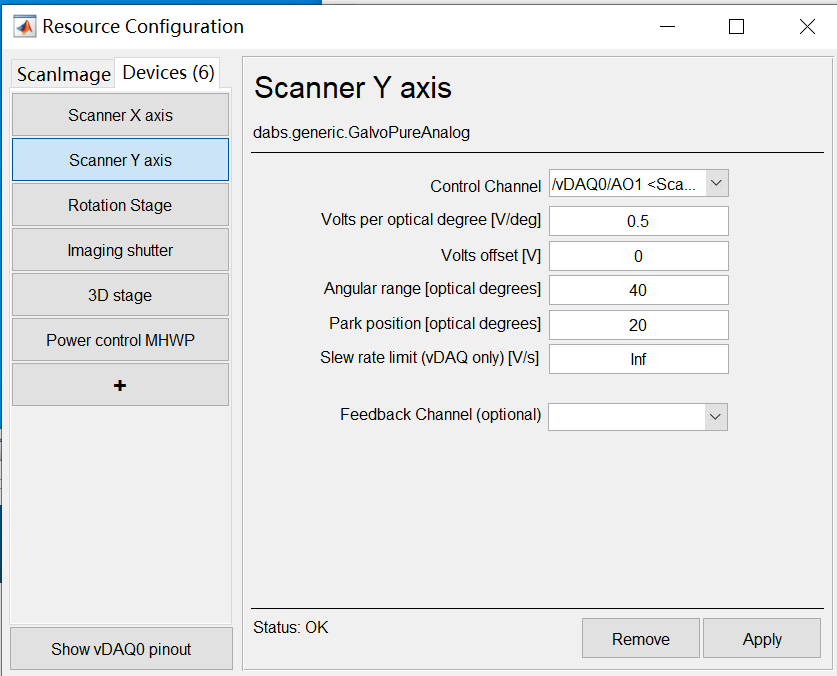 Resource Configuration
ScanImage
Devices (6)
Scanner X axis
Scanner Y axis
Rotation Stage
Imaging shutter
3D stage
Power control MHWP
+
Show vDAQ0 pinout
Scanner Y axis
dabs.generic.GalvoPureAnalog
Control Channel /vDAQ0/AO1 <Sca...
Volts per optical degree [V/deg] 0.5
Volts offset [V] 0
Angular range [optical degrees] 40
Park position [optical degrees] 20
Slew rate limit (vDAQ only) [V/s] Inf
Feedback Channel (optional)
Status: OK
Remove
Apply